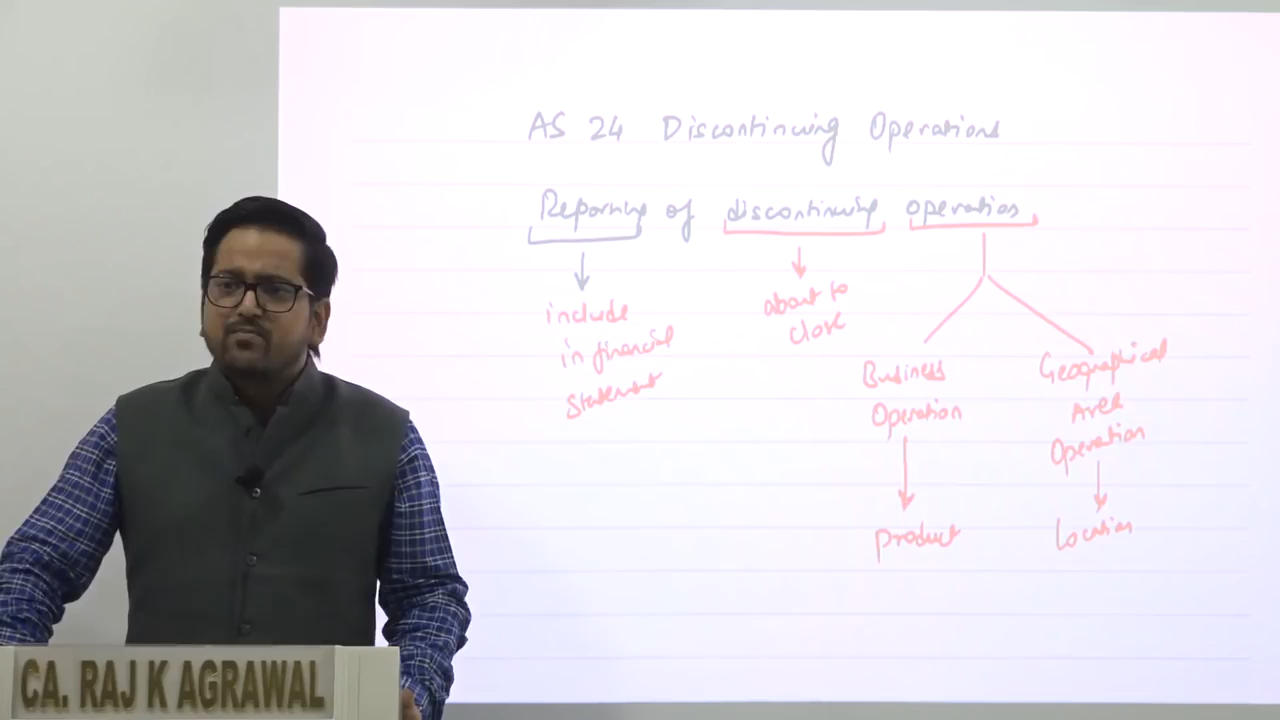 AS 24 Discontinuing Operations
Reporting of discontinuing operation
include
in financial
statement
about to
close
Business
Operation
Product
Geographical
Area
Operation
Location
CA. RAJ K AGRAWAL